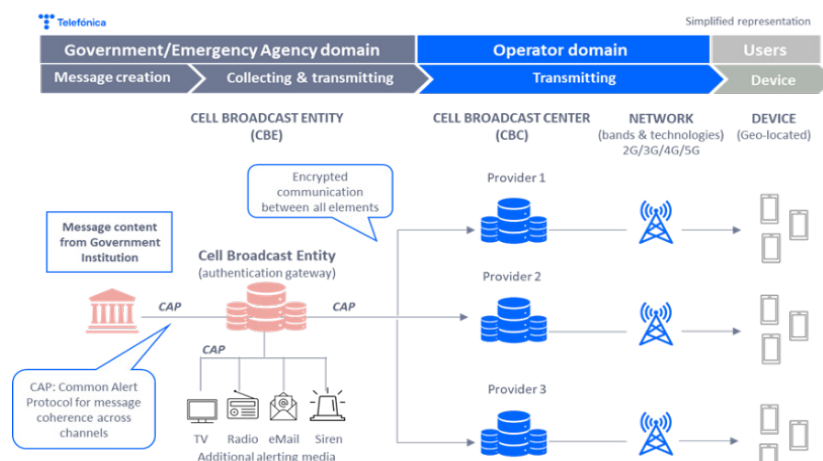 Telefónica
Simplified representation
Government/Emergency Agency domain
Operator domain
Users
Message creation
Collecting & transmitting
Transmitting
Device
CELL BROADCAST ENTITY
(CBE)
CELL BROADCAST CENTER
(CBC)
NETWORK
(bands & technologies)
2G/3G/4G/5G
DEVICE
(Geo-located)
Encrypted
communication
between all elements
Provider 1
Message content
from Government
Institution
Cell Broadcast Entity
(authentication gateway)
Provider 2
CAP
CAP
CAP
CAP: Common Alert
Protocol for message
coherence across
channels
Provider 3
TV
Radio
eMail
Siren
Additional alerting media